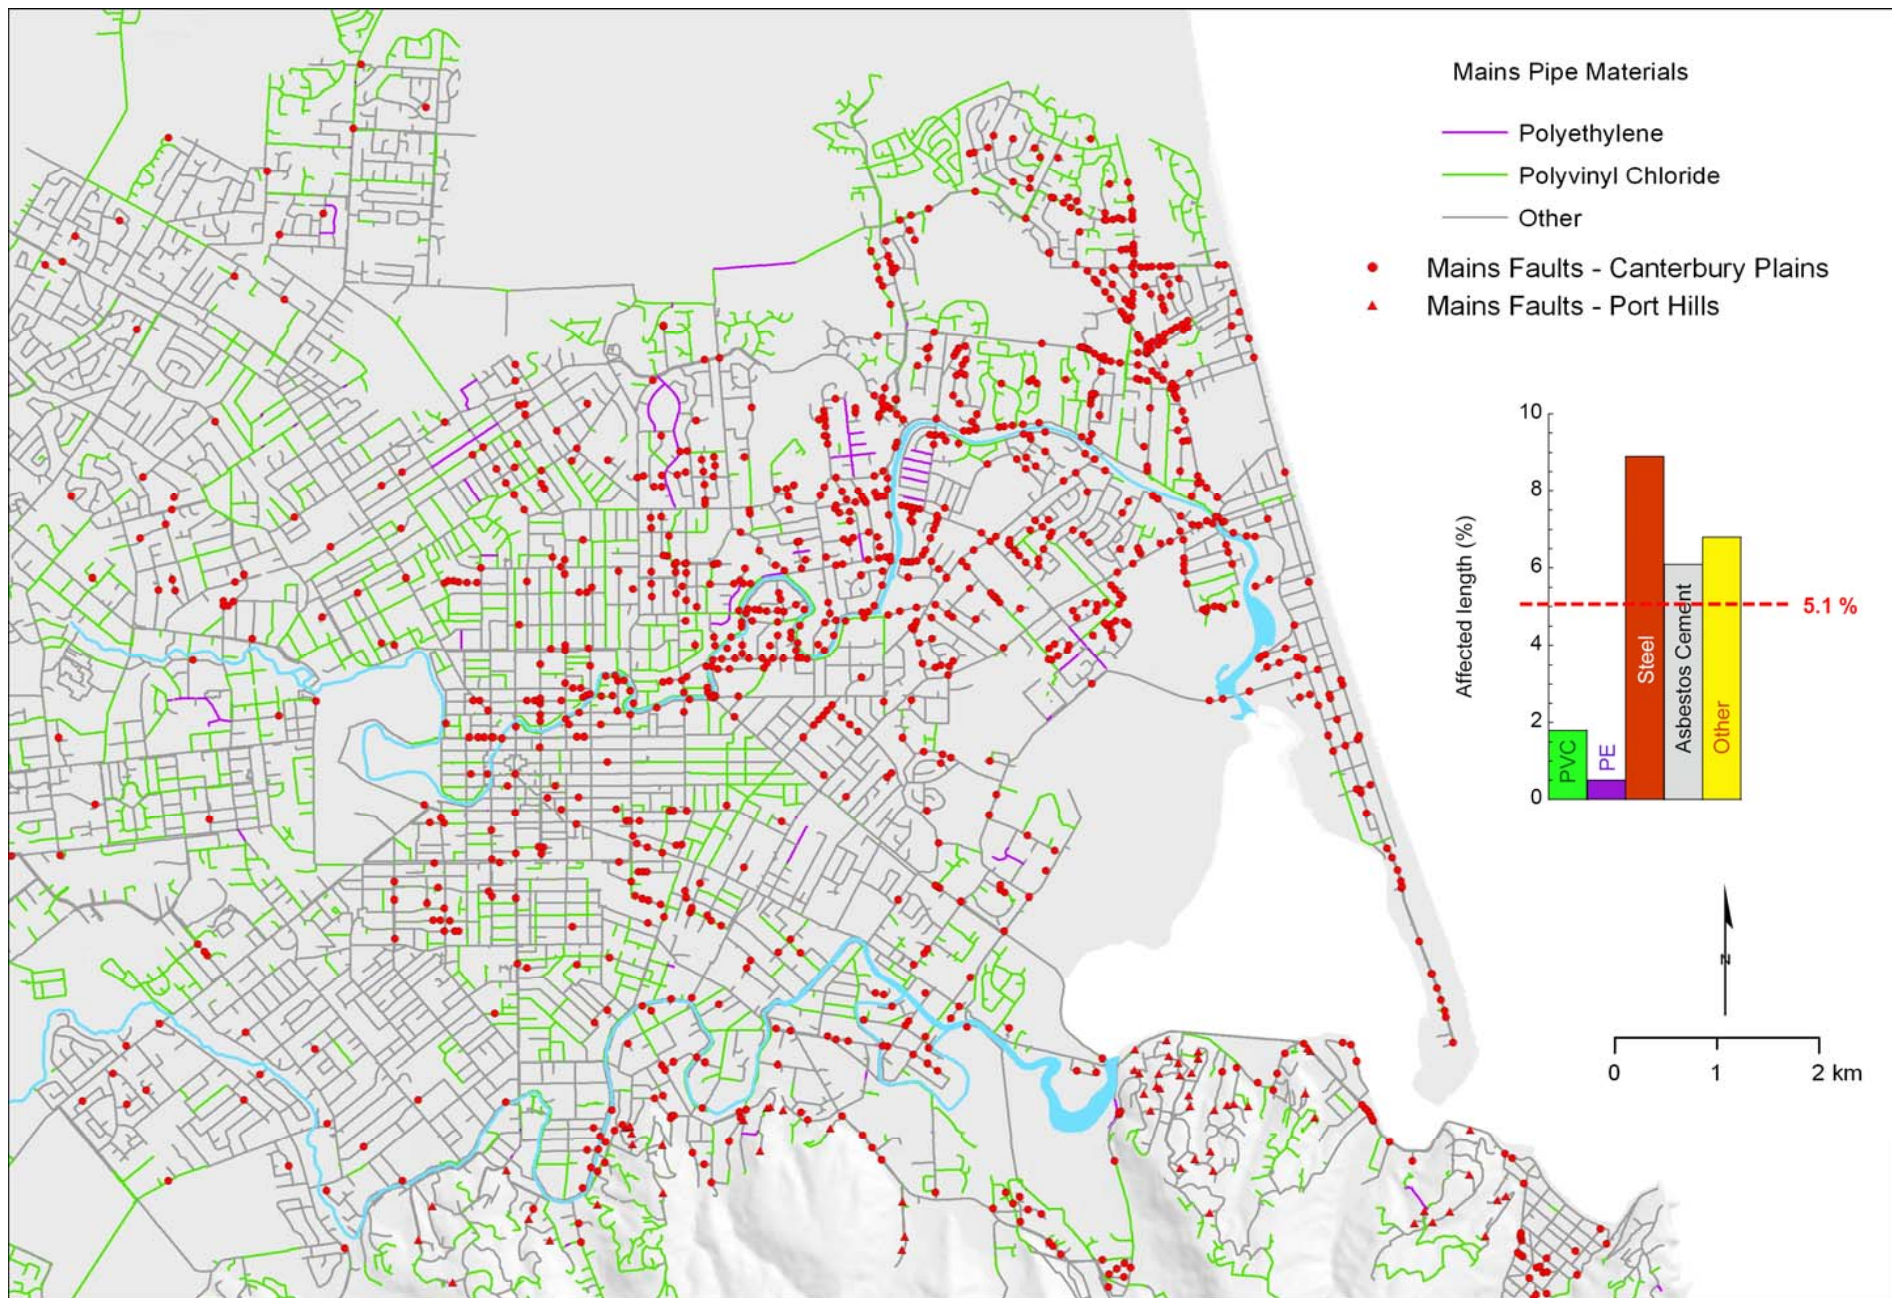 Mains Pipe Materials
Polyethylene
Polyvinyl Chloride
Other
Mains Faults - Canterbury Plains
Mains Faults - Port Hills
Affected length (%)
10
8
6
4
2
0
PVC
PE
Steel
Asbestos Cement
Other
5.1 %
N
0 1 2 km